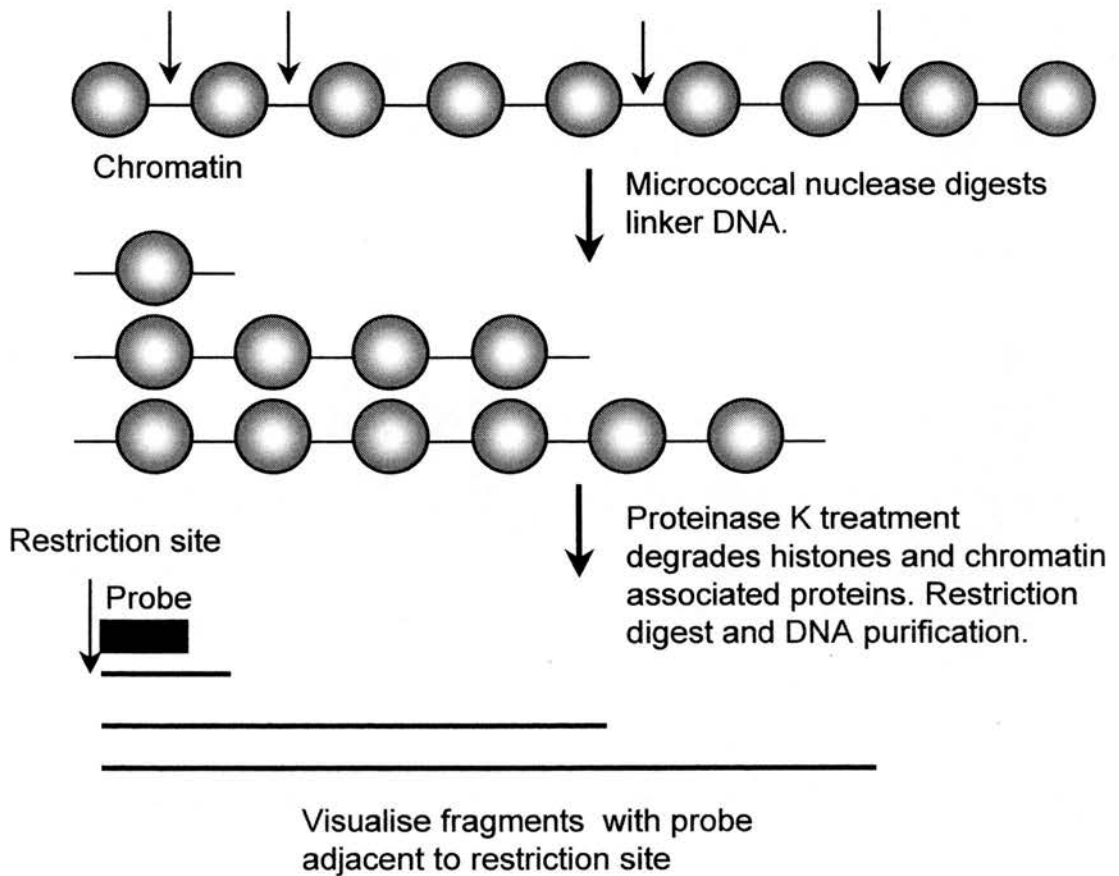 Chromatin
Micrococcal nuclease digests
linker DNA.
Restriction site
Probe
Proteinase K treatment
degrades histones and chromatin
associated proteins. Restriction
digest and DNA purification.
Visualise fragments with probe
adjacent to restriction site